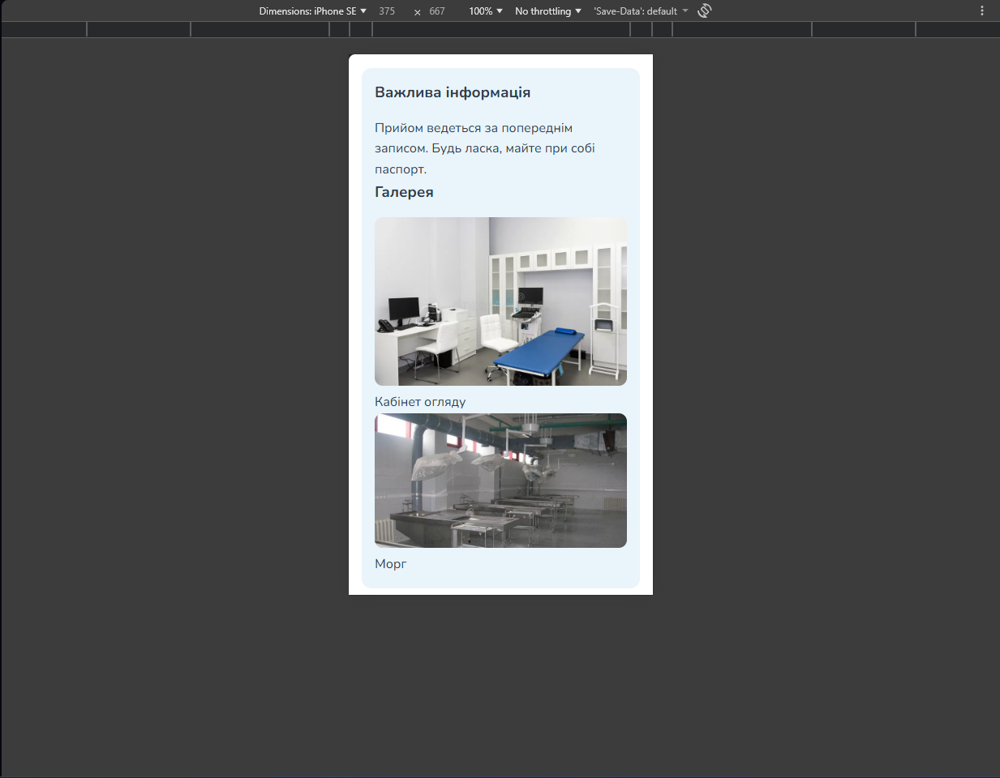 Dimensions: iPhone SE 375 × 667 100% No throttling 'Save-Data': default
Важлива інформація
Прийом ведеться за попереднім
записом. Будь ласка, майте при собі
паспорт.
Галерея
Кабінет огляду
Морг